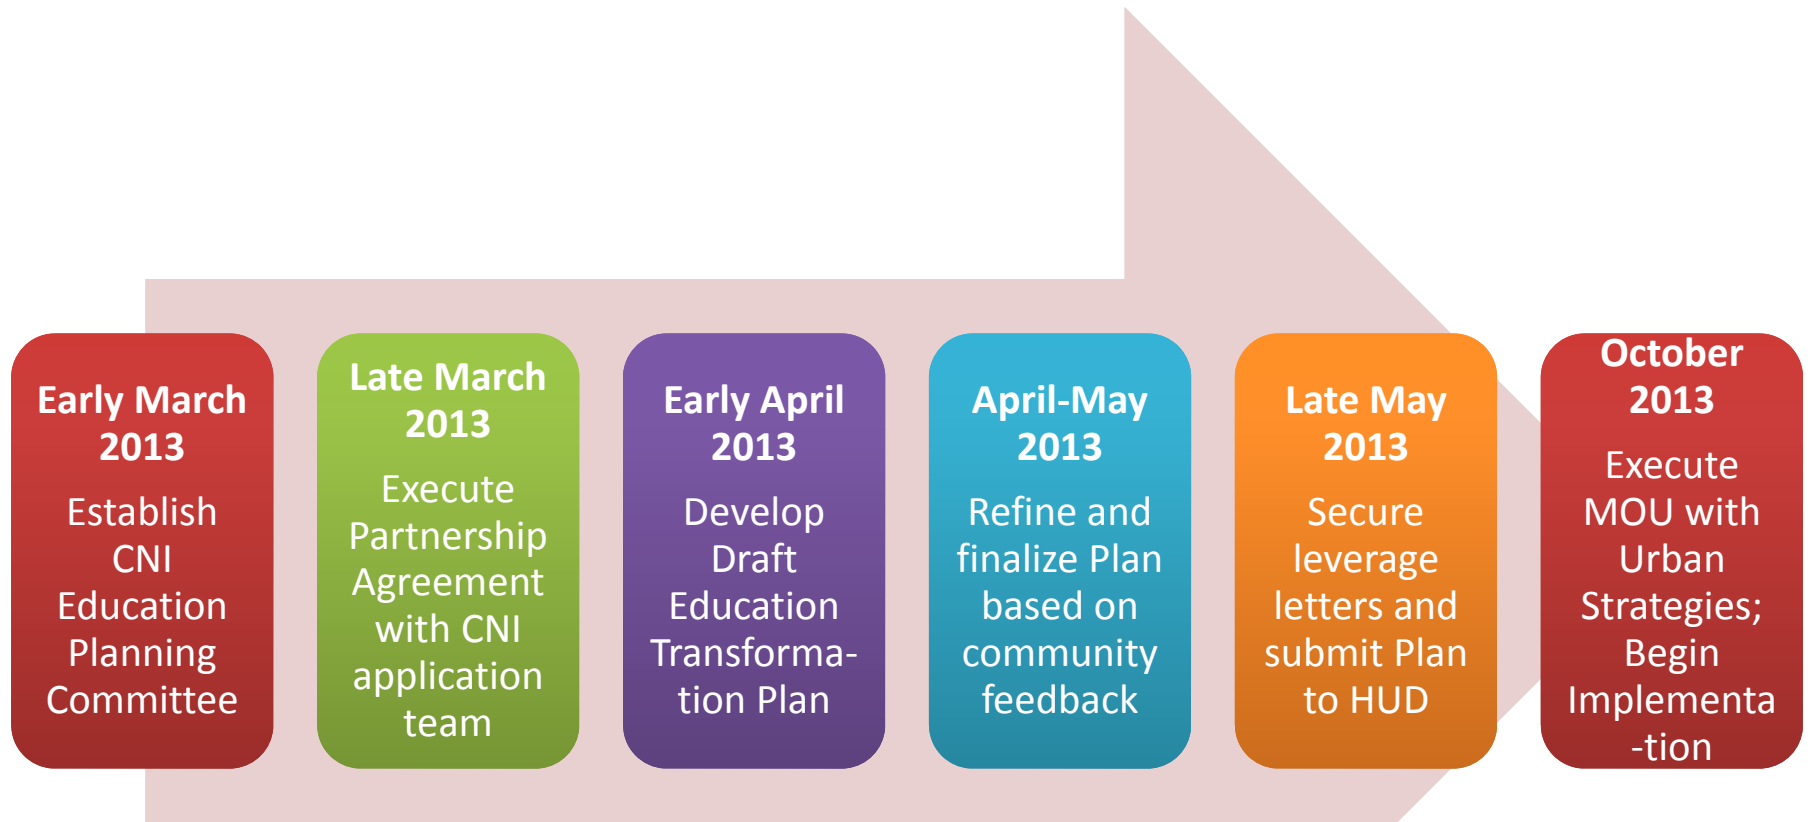 Early March
2013
Establish
CNI
Education
Planning
Committee
Late March
2013
Execute
Partnership
Agreement
with CNI
application
team
Early April
2013
Develop
Draft
Education
Transforma-
tion Plan
April-May
2013
Refine and
finalize Plan
based on
community
feedback
Late May
2013
Secure
leverage
letters and
submit Plan
to HUD
October
2013
Execute
MOU with
Urban
Strategies;
Begin
Implementa
-tion